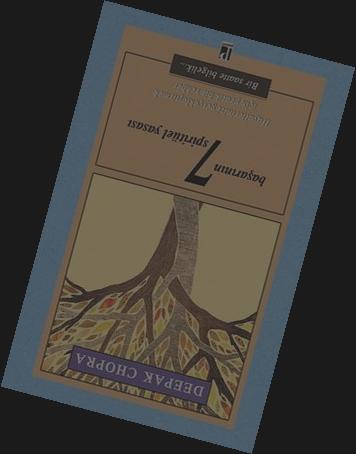 DEEPAK CHOPRA
başarının
7
spiritüel yasası
Bir saatte bilgelik...